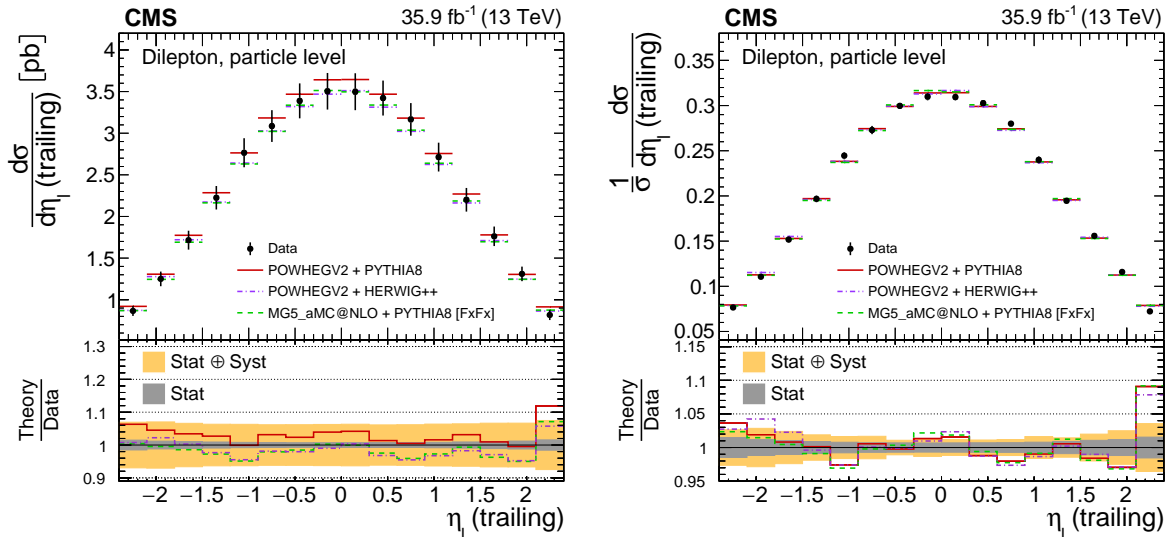 CMS 35.9 fb⁻¹ (13 TeV)
Dilepton, particle level
dσ / dη_l (trailing) [pb]
4
3.5
3
2.5
2
1.5
1
Data
POWHEGV2 + PYTHIA8
POWHEGV2 + HERWIG++
MG5_aMC@NLO + PYTHIA8 [FxFx]
Theory / Data
1.3
1.2
1.1
1
0.9
Stat ⊕ Syst
Stat
−2 −1.5 −1 −0.5 0 0.5 1 1.5 2
η_l (trailing)
CMS 35.9 fb⁻¹ (13 TeV)
Dilepton, particle level
1/σ dσ / dη_l (trailing)
0.35
0.3
0.25
0.2
0.15
0.1
0.05
Data
POWHEGV2 + PYTHIA8
POWHEGV2 + HERWIG++
MG5_aMC@NLO + PYTHIA8 [FxFx]
Theory / Data
1.15
1.1
1.05
1
0.95
Stat ⊕ Syst
Stat
−2 −1.5 −1 −0.5 0 0.5 1 1.5 2
η_l (trailing)